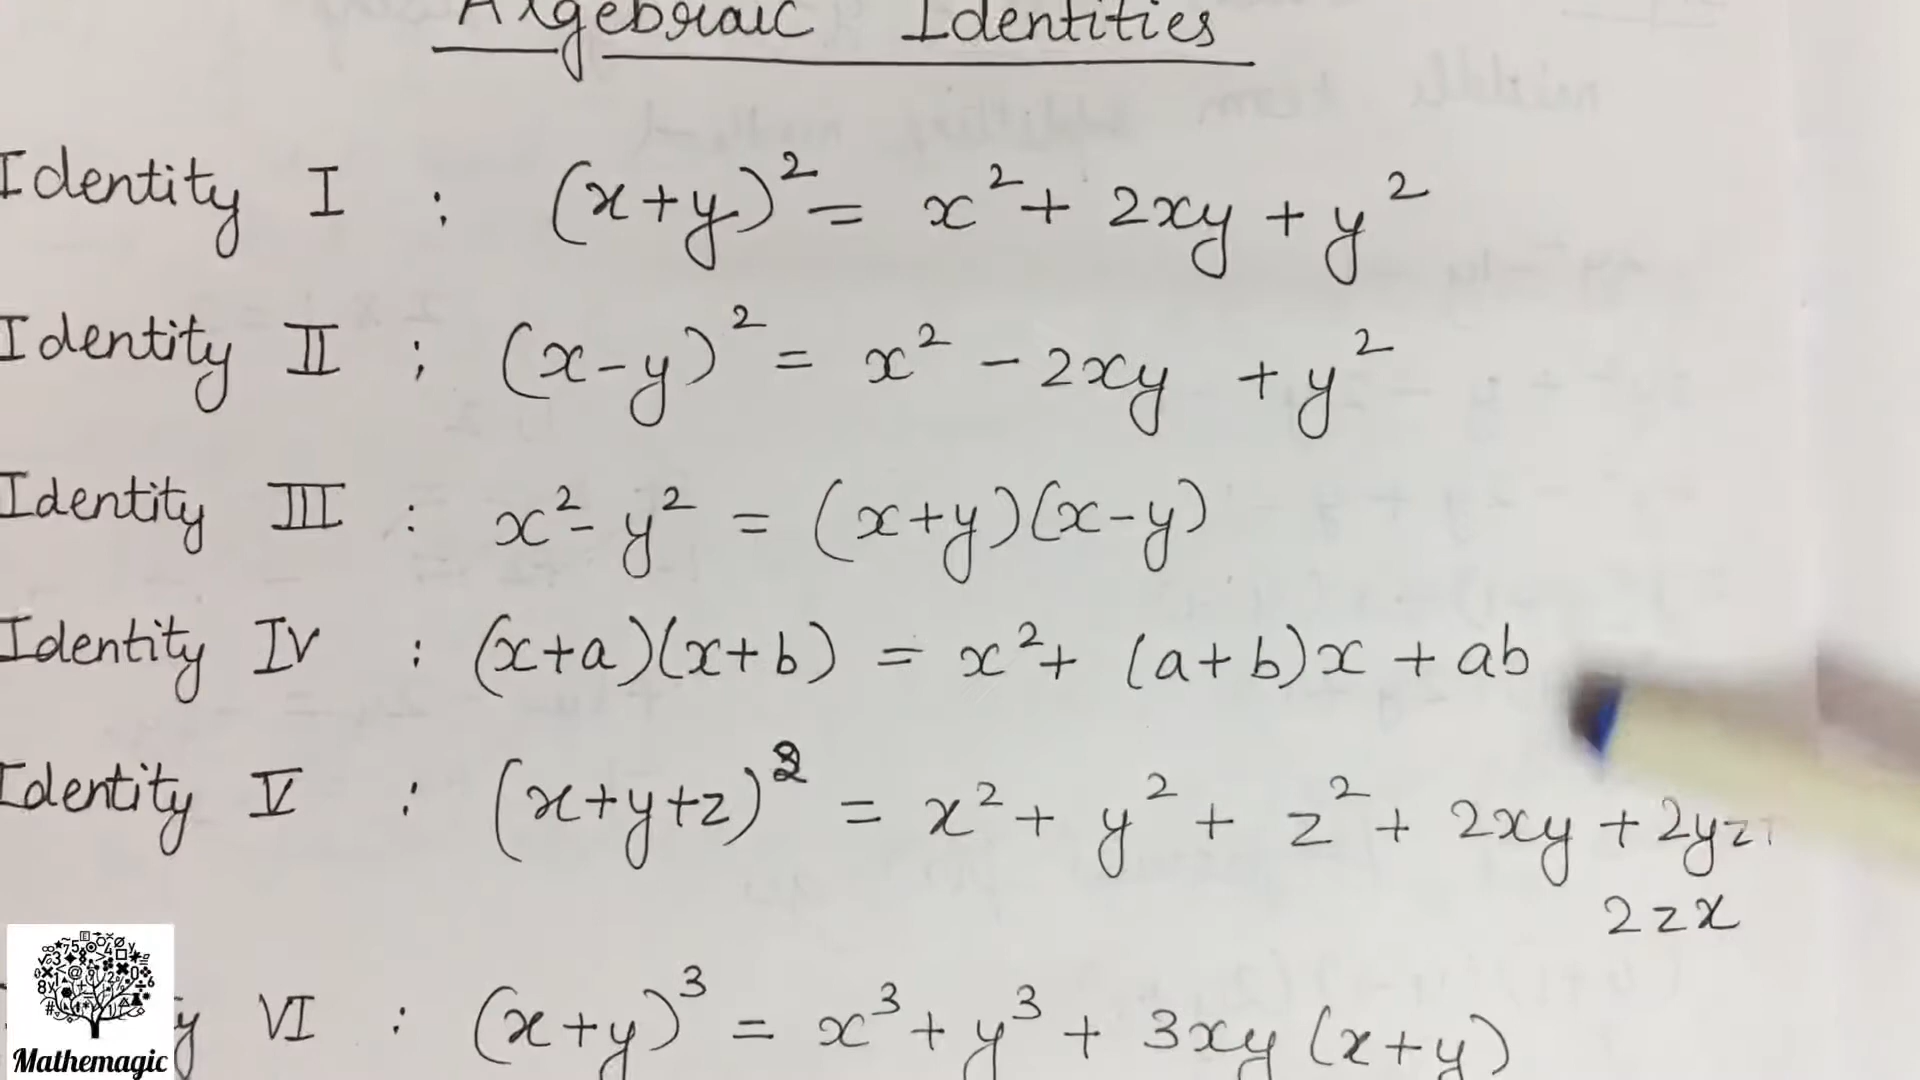 Algebraic Identities
Identity I : (x+y)² = x² + 2xy + y²
Identity II : (x-y)² = x² - 2xy + y²
Identity III : x² - y² = (x+y)(x-y)
Identity IV : (x+a)(x+b) = x² + (a+b)x + ab
Identity V : (x+y+z)² = x² + y² + z² + 2xy + 2yz+
2zx
VI : (x+y)³ = x³ + y³ + 3xy(x+y)
Mathemagic